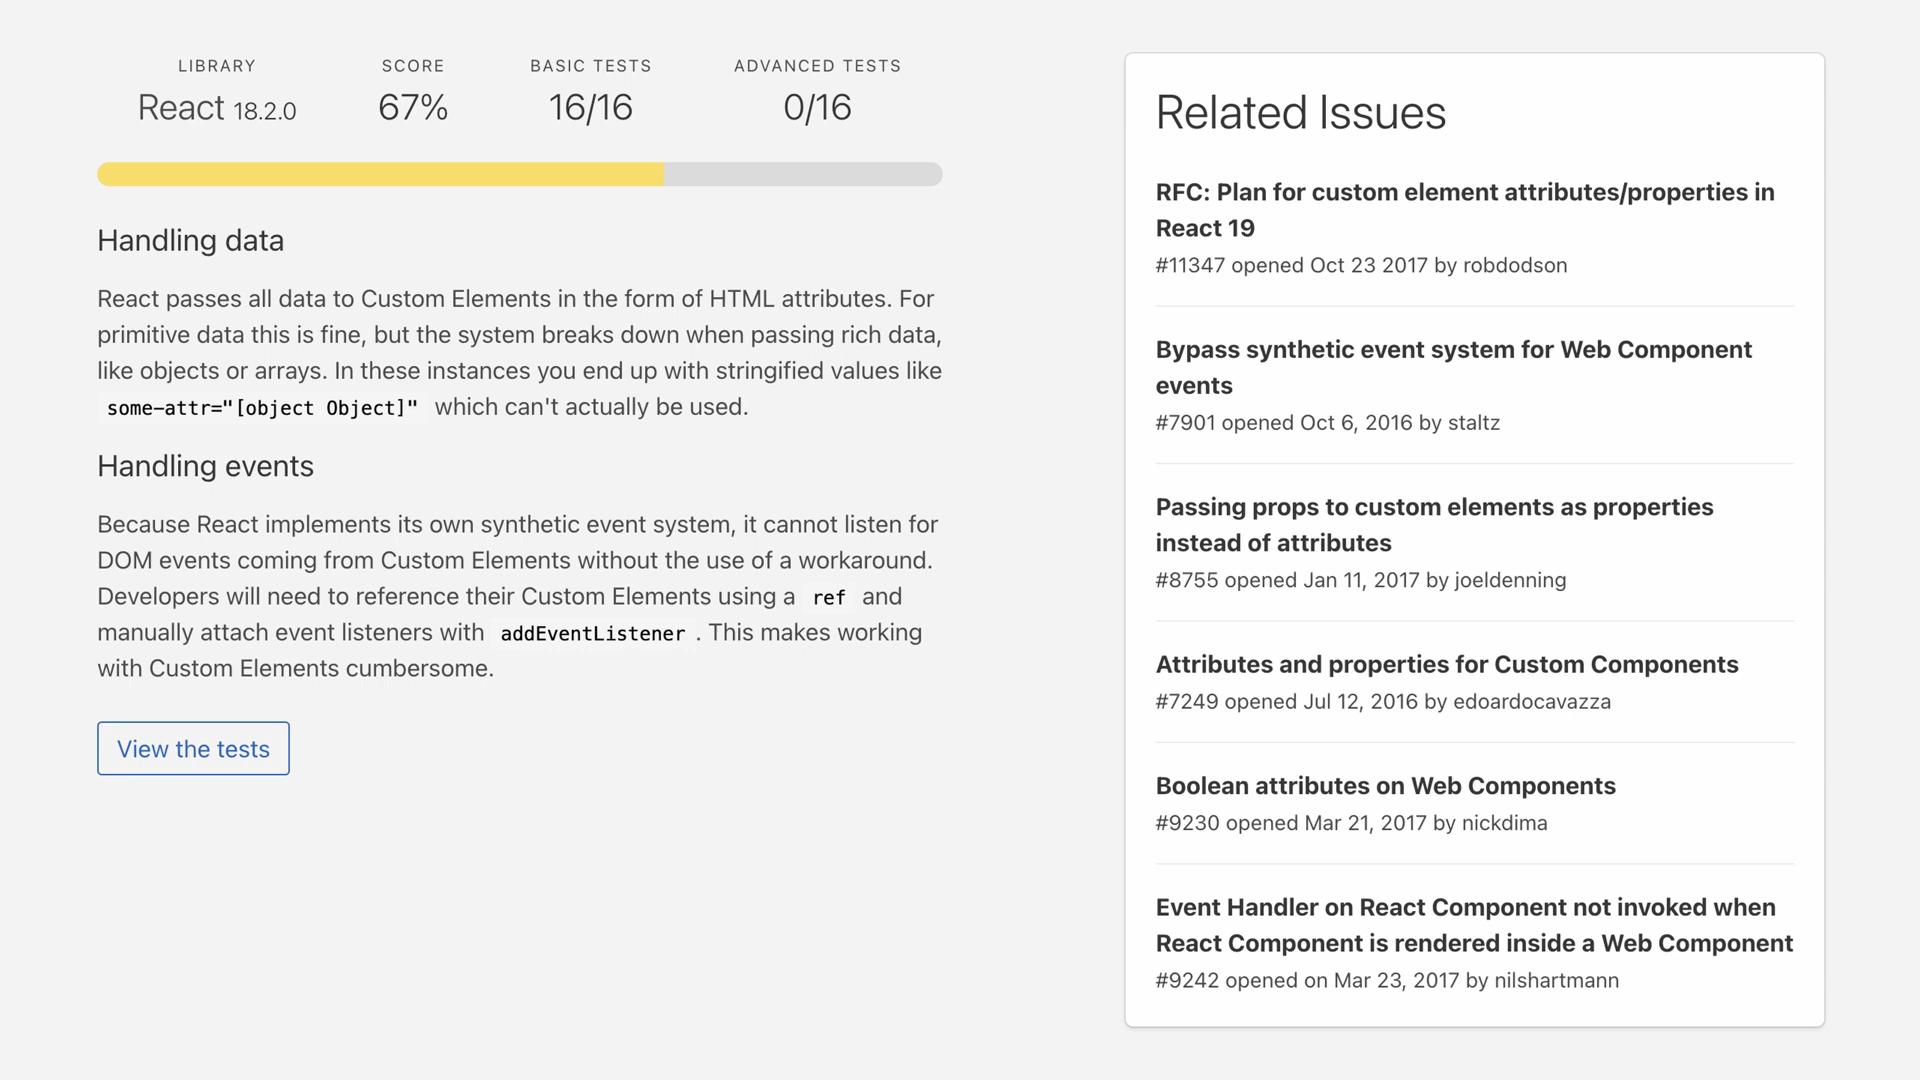 LIBRARY
React 18.2.0
SCORE
67%
BASIC TESTS
16/16
ADVANCED TESTS
0/16
Handling data
React passes all data to Custom Elements in the form of HTML attributes. For
primitive data this is fine, but the system breaks down when passing rich data,
like objects or arrays. In these instances you end up with stringified values like
some-attr="[object Object]" which can't actually be used.
Handling events
Because React implements its own synthetic event system, it cannot listen for
DOM events coming from Custom Elements without the use of a workaround.
Developers will need to reference their Custom Elements using a ref and
manually attach event listeners with addEventListener . This makes working
with Custom Elements cumbersome.
View the tests
Related Issues
RFC: Plan for custom element attributes/properties in
React 19
#11347 opened Oct 23 2017 by robdodson
Bypass synthetic event system for Web Component
events
#7901 opened Oct 6, 2016 by staltz
Passing props to custom elements as properties
instead of attributes
#8755 opened Jan 11, 2017 by joeldenning
Attributes and properties for Custom Components
#7249 opened Jul 12, 2016 by edoardocavazza
Boolean attributes on Web Components
#9230 opened Mar 21, 2017 by nickdima
Event Handler on React Component not invoked when
React Component is rendered inside a Web Component
#9242 opened on Mar 23, 2017 by nilshartmann